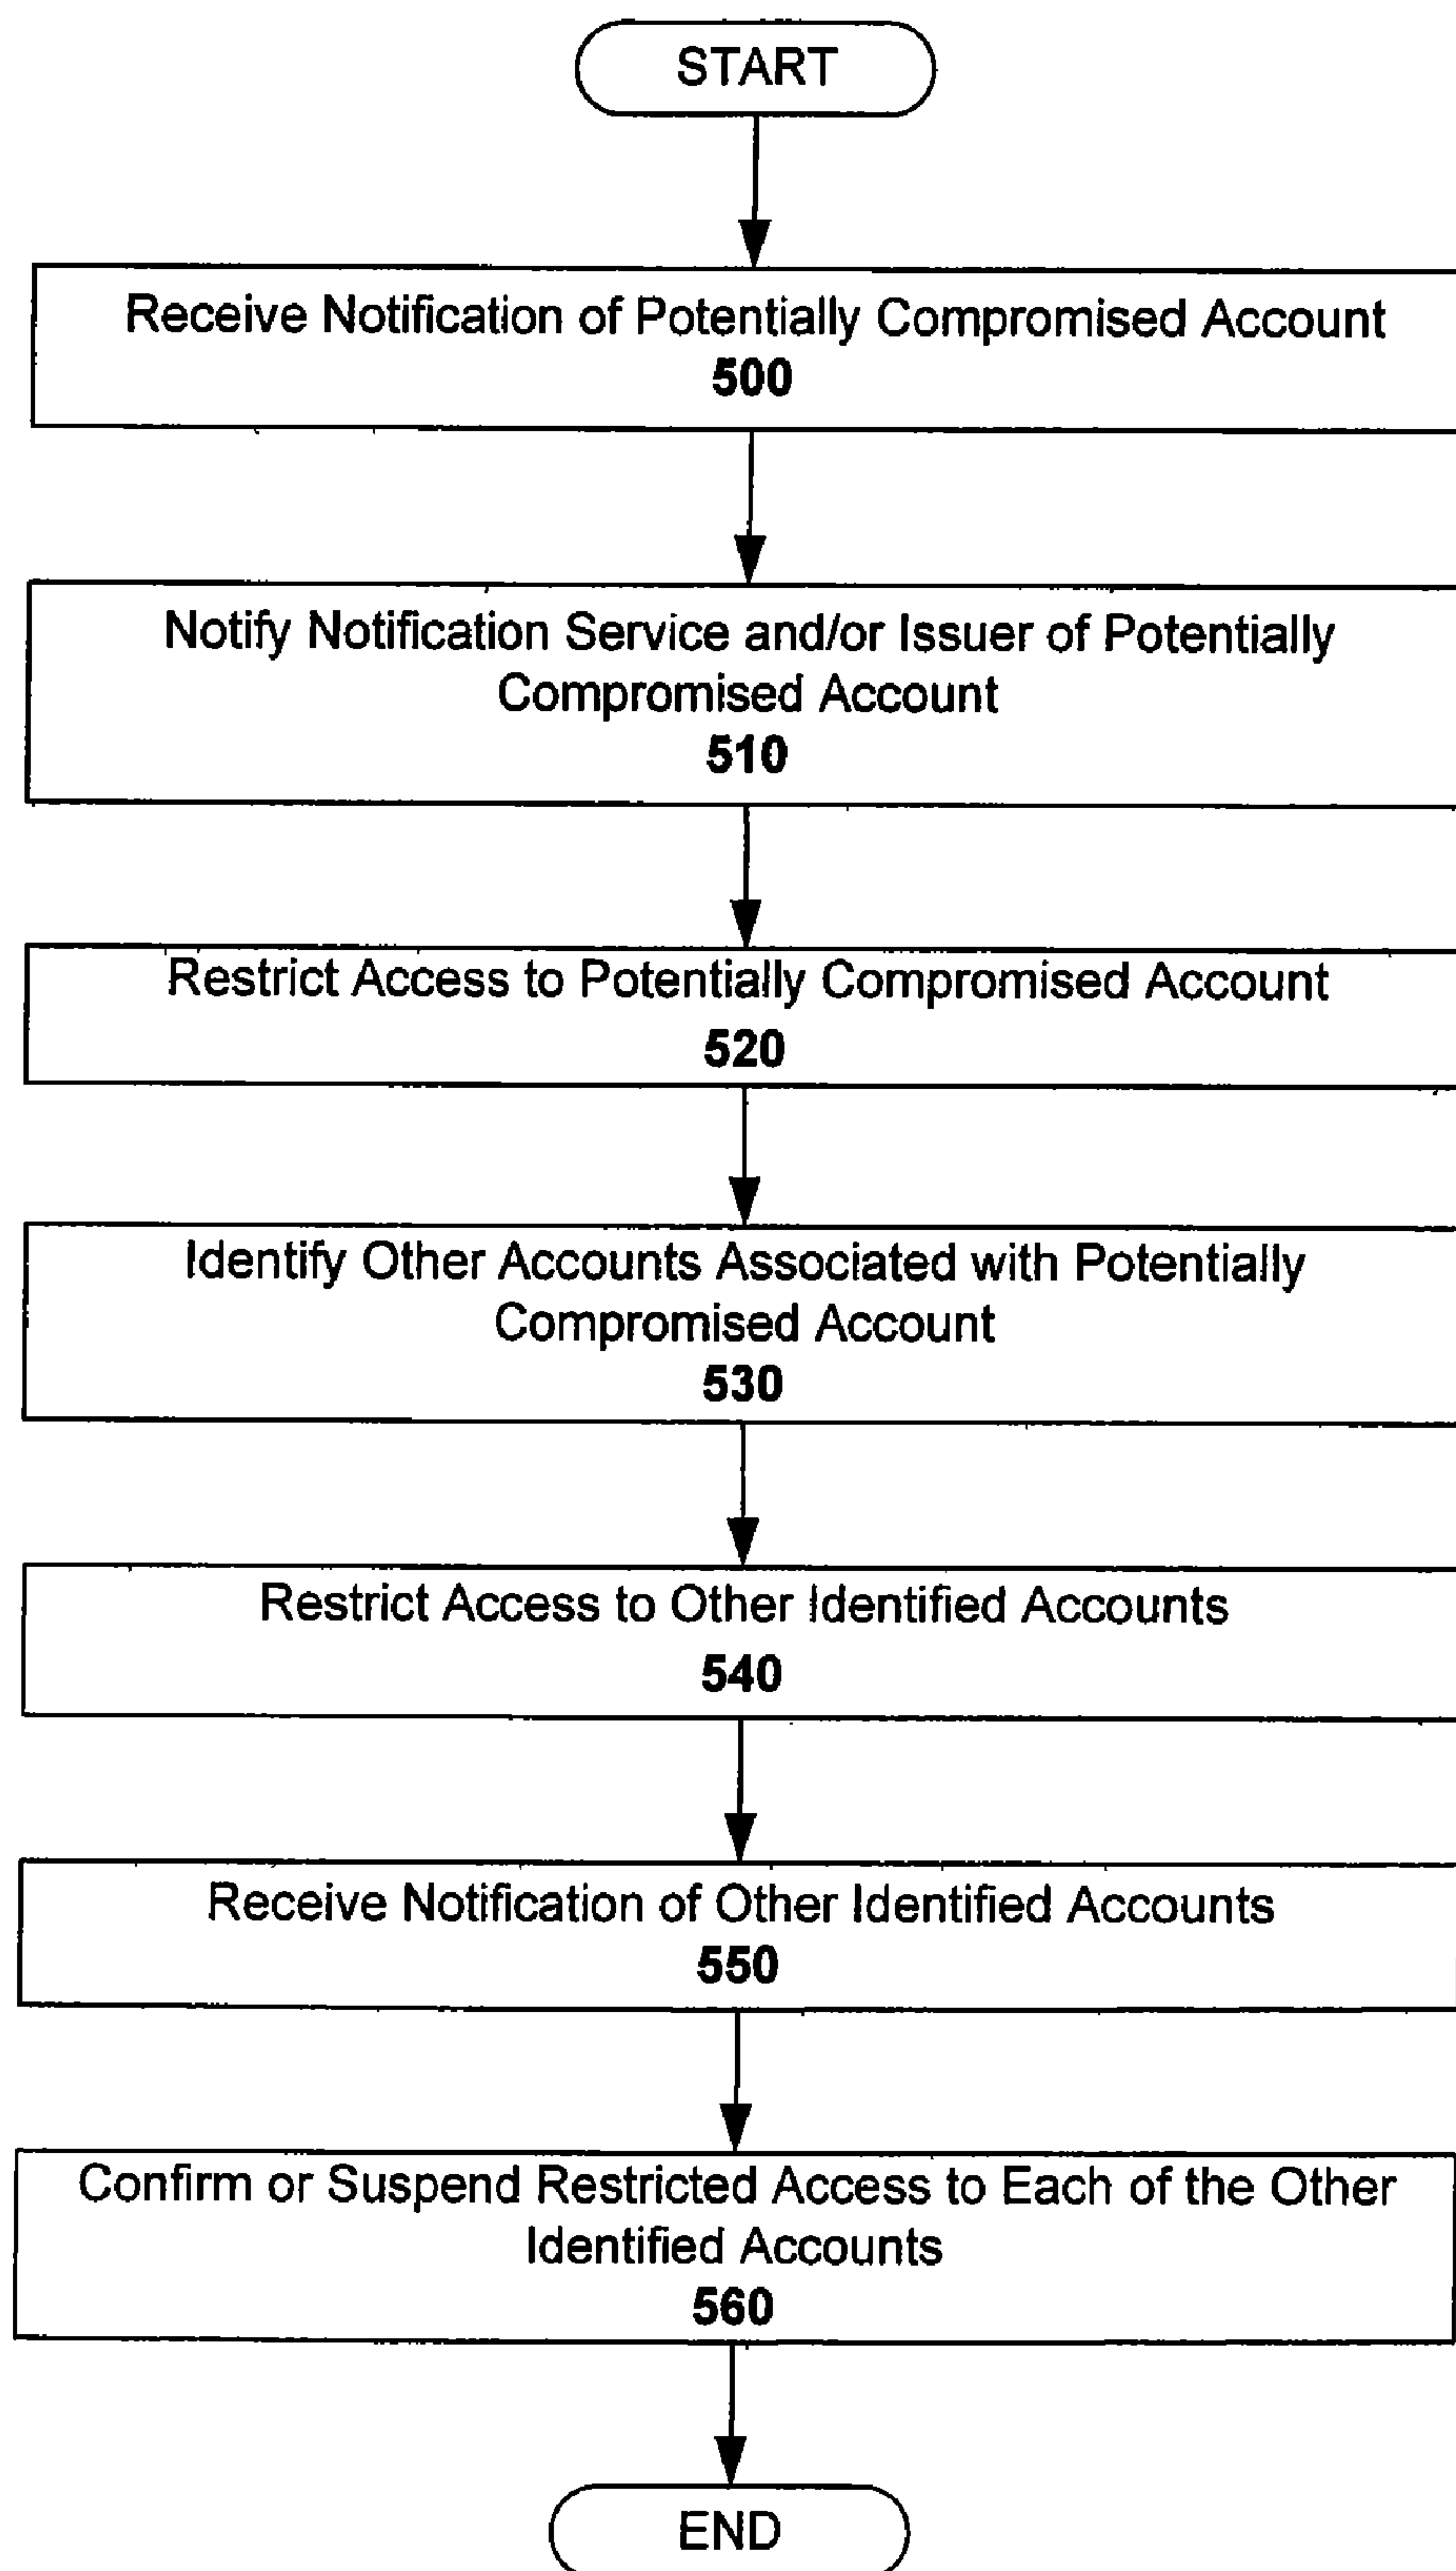 START
Receive Notification of Potentially Compromised Account
500
Notify Notification Service and/or Issuer of Potentially
Compromised Account
510
Restrict Access to Potentially Compromised Account
520
Identify Other Accounts Associated with Potentially
Compromised Account
530
Restrict Access to Other Identified Accounts
540
Receive Notification of Other Identified Accounts
550
Confirm or Suspend Restricted Access to Each of the Other
Identified Accounts
560
END